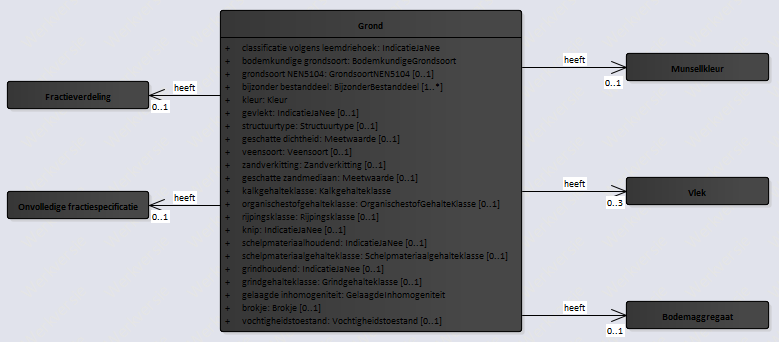 Grond
+ classificatie volgens leemdriehoek: IndicatieJaNee
+ bodemkundige grondsoort: BodemkundigeGrondsoort
+ grondsoort NEN5104: GrondsoortNEN5104 [0..1]
+ bijzonder bestanddeel: BijzonderBestanddeel [1..*]
+ kleur: Kleur
+ gevlekt: IndicatieJaNee [0..1]
+ structuurtype: Structuurtype [0..1]
+ geschatte dichtheid: Meetwaarde [0..1]
+ veensoort: Veensoort [0..1]
+ zandverkitting: Zandverkitting [0..1]
+ geschatte zandmediaan: Meetwaarde [0..1]
+ kalkgehalteklasse: Kalkgehalteklasse
+ organischestofgehalteklasse: OrganischestofGehalteKlasse [0..1]
+ rijpingsklasse: Rijpingsklasse [0..1]
+ knip: IndicatieJaNee [0..1]
+ schelpmateriaalhoudend: IndicatieJaNee [0..1]
+ schelpmateriaalgehalteklasse: Schelpmateriaalgehalteklasse [0..1]
+ grindhoudend: IndicatieJaNee [0..1]
+ grindgehalteklasse: Grindgehalteklasse [0..1]
+ gelaagde inhomogeniteit: GelaagdeInhomogeniteit
+ brokje: Brokje [0..1]
+ vochtigheidstoestand: Vochtigheidstoestand [0..1]
heeft
Fractieverdeling
0..1
heeft
Onvolledige fractiespecificatie
0..1
heeft
Munsellkleur
0..1
heeft
Vlek
0..3
heeft
Bodemaggregaat
0..1